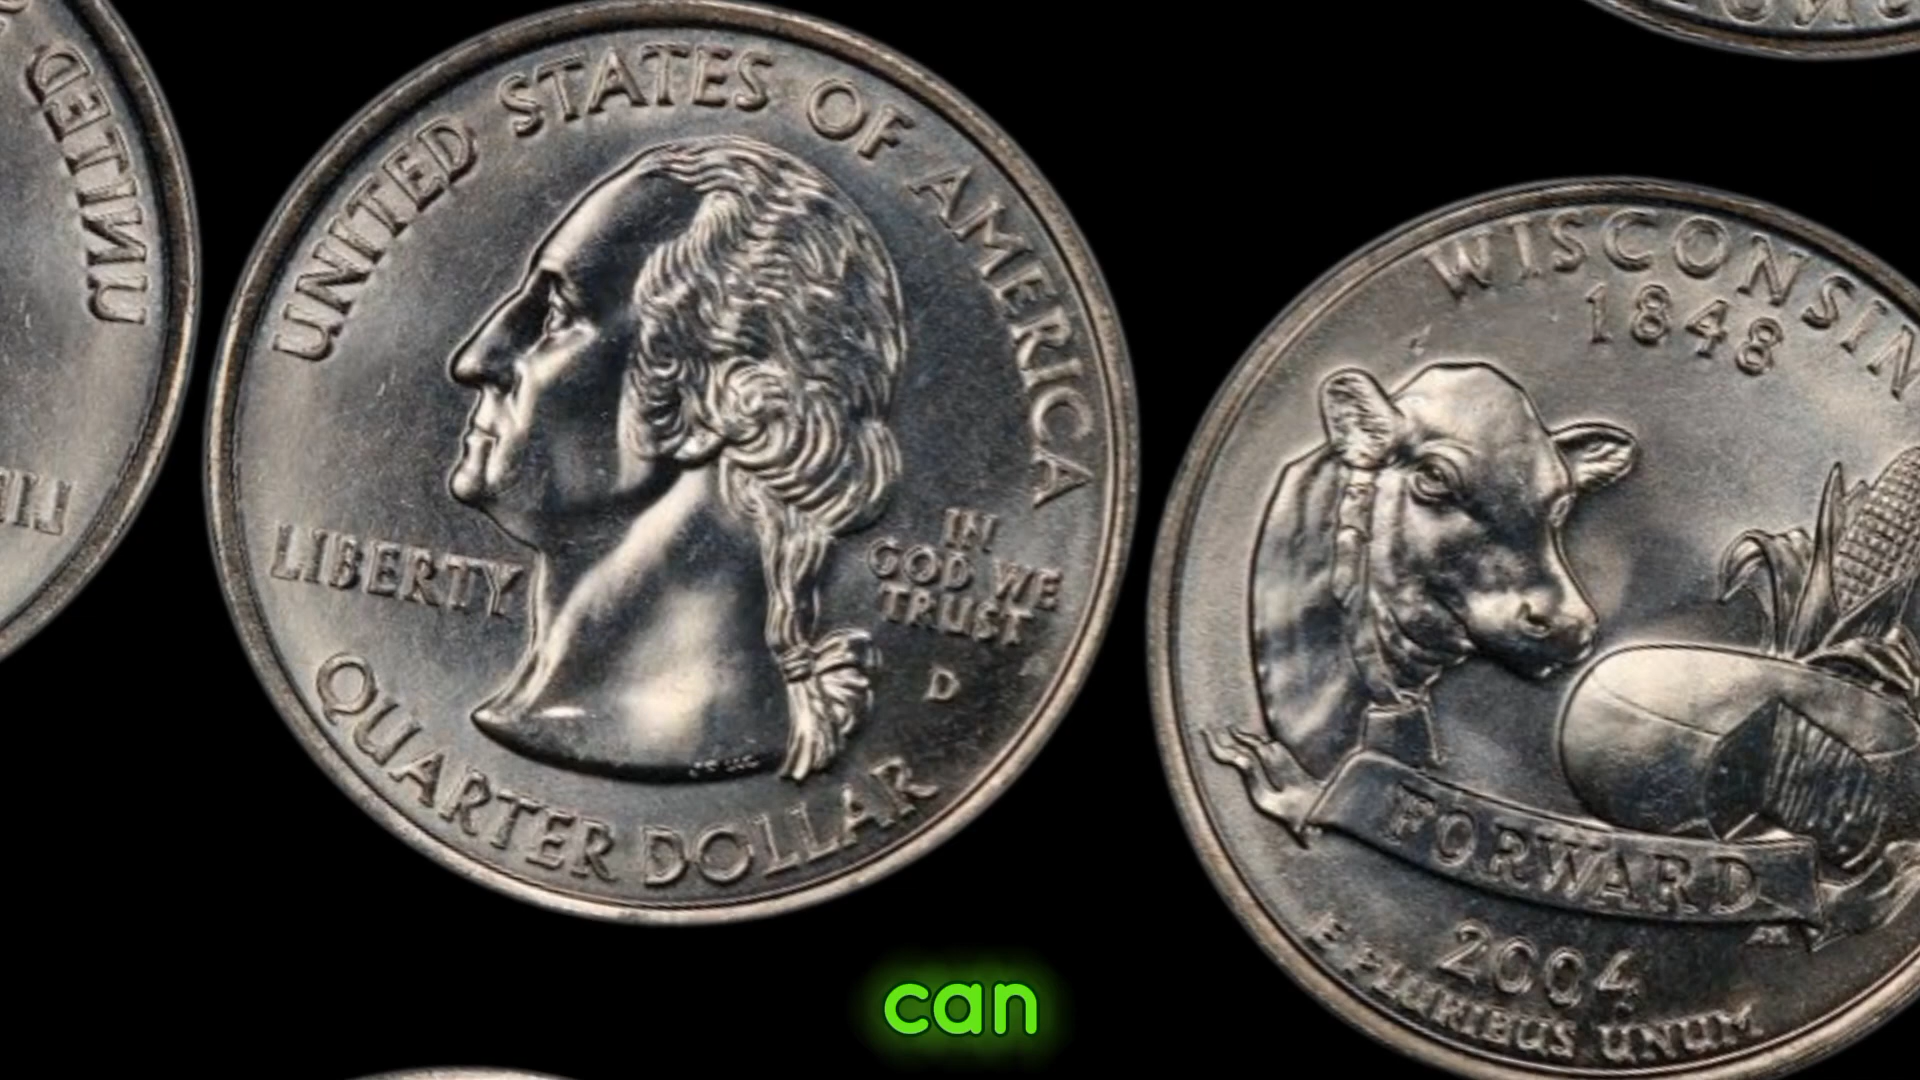 UNITED
UNITED STATES OF AMERICA
LIBERTY
IN
GOD WE
TRUST
D
QUARTER DOLLAR
WISCONSIN
1848
FORWARD
2004
E PLURIBUS UNUM
can